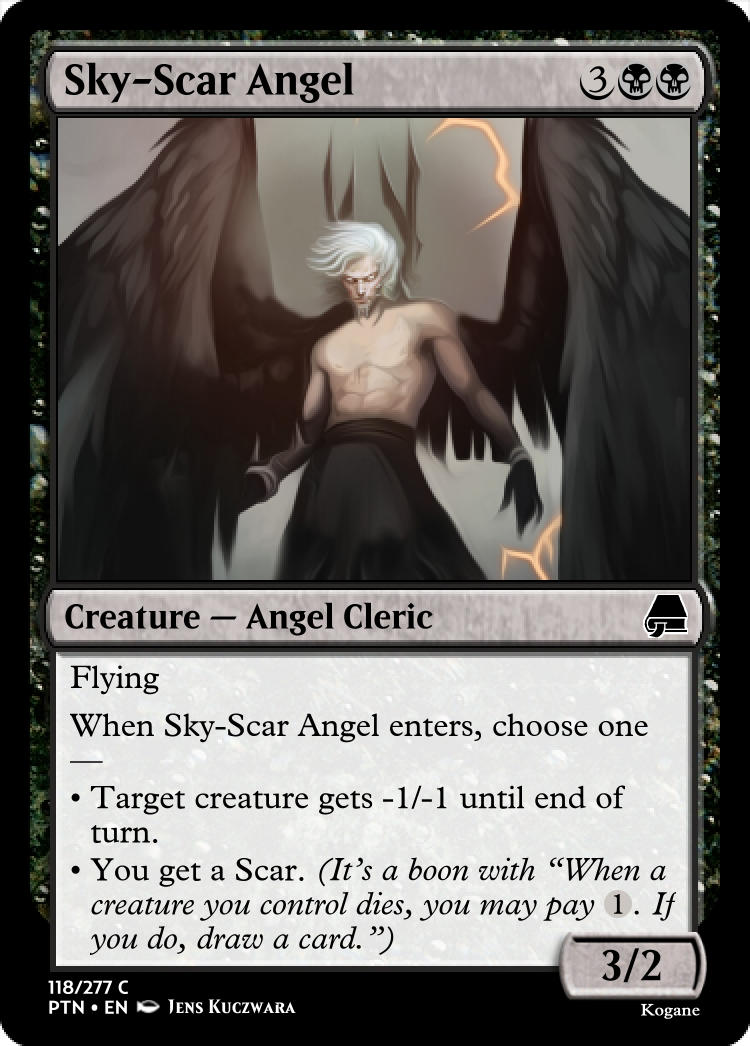 Sky-Scar Angel 3
Creature — Angel Cleric
Flying
When Sky-Scar Angel enters, choose one
—
• Target creature gets -1/-1 until end of
turn.
• You get a Scar. (It's a boon with “When a
creature you control dies, you may pay 1. If
you do, draw a card.”)
3/2
118/277 C
PTN • EN Jens Kuczwara
Kogane